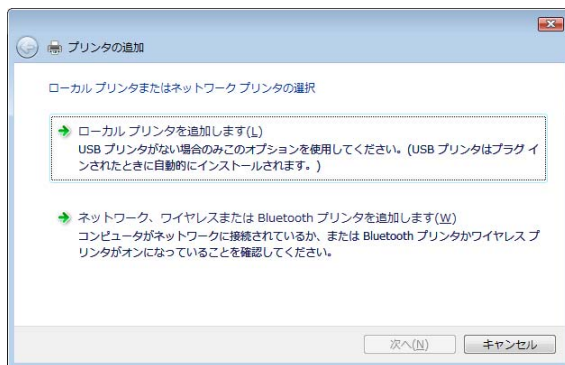 プリンタの追加
ローカル プリンタまたはネットワーク プリンタの選択
ローカル プリンタを追加します(L)
USB プリンタがない場合のみこのオプションを使用してください。(USB プリンタはプラグ イ
ンされたときに自動的にインストールされます。)
ネットワーク、ワイヤレスまたは Bluetooth プリンタを追加します(W)
コンピュータがネットワークに接続されているか、または Bluetooth プリンタかワイヤレス プ
リンタがオンになっていることを確認してください。
次へ(N) キャンセル